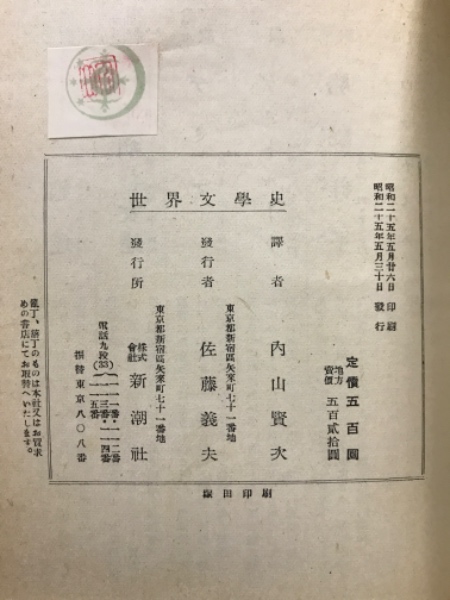 世界文學史
昭和二十五年五月廿六日 印刷
昭和二十五年五月三十日 發行
定價五百圓
地方賣價 五百貳拾圓
譯者 內山賢次
東京都新宿區矢來町七十一番地
發行者 佐藤義夫
東京都新宿區矢來町七十一番地
發行所 株式會社 新潮社
電話九段(33)
振替東京八〇八番
亂丁、落丁のものは本社又はお買求
めの書店にてお取替へいたします。
田印刷